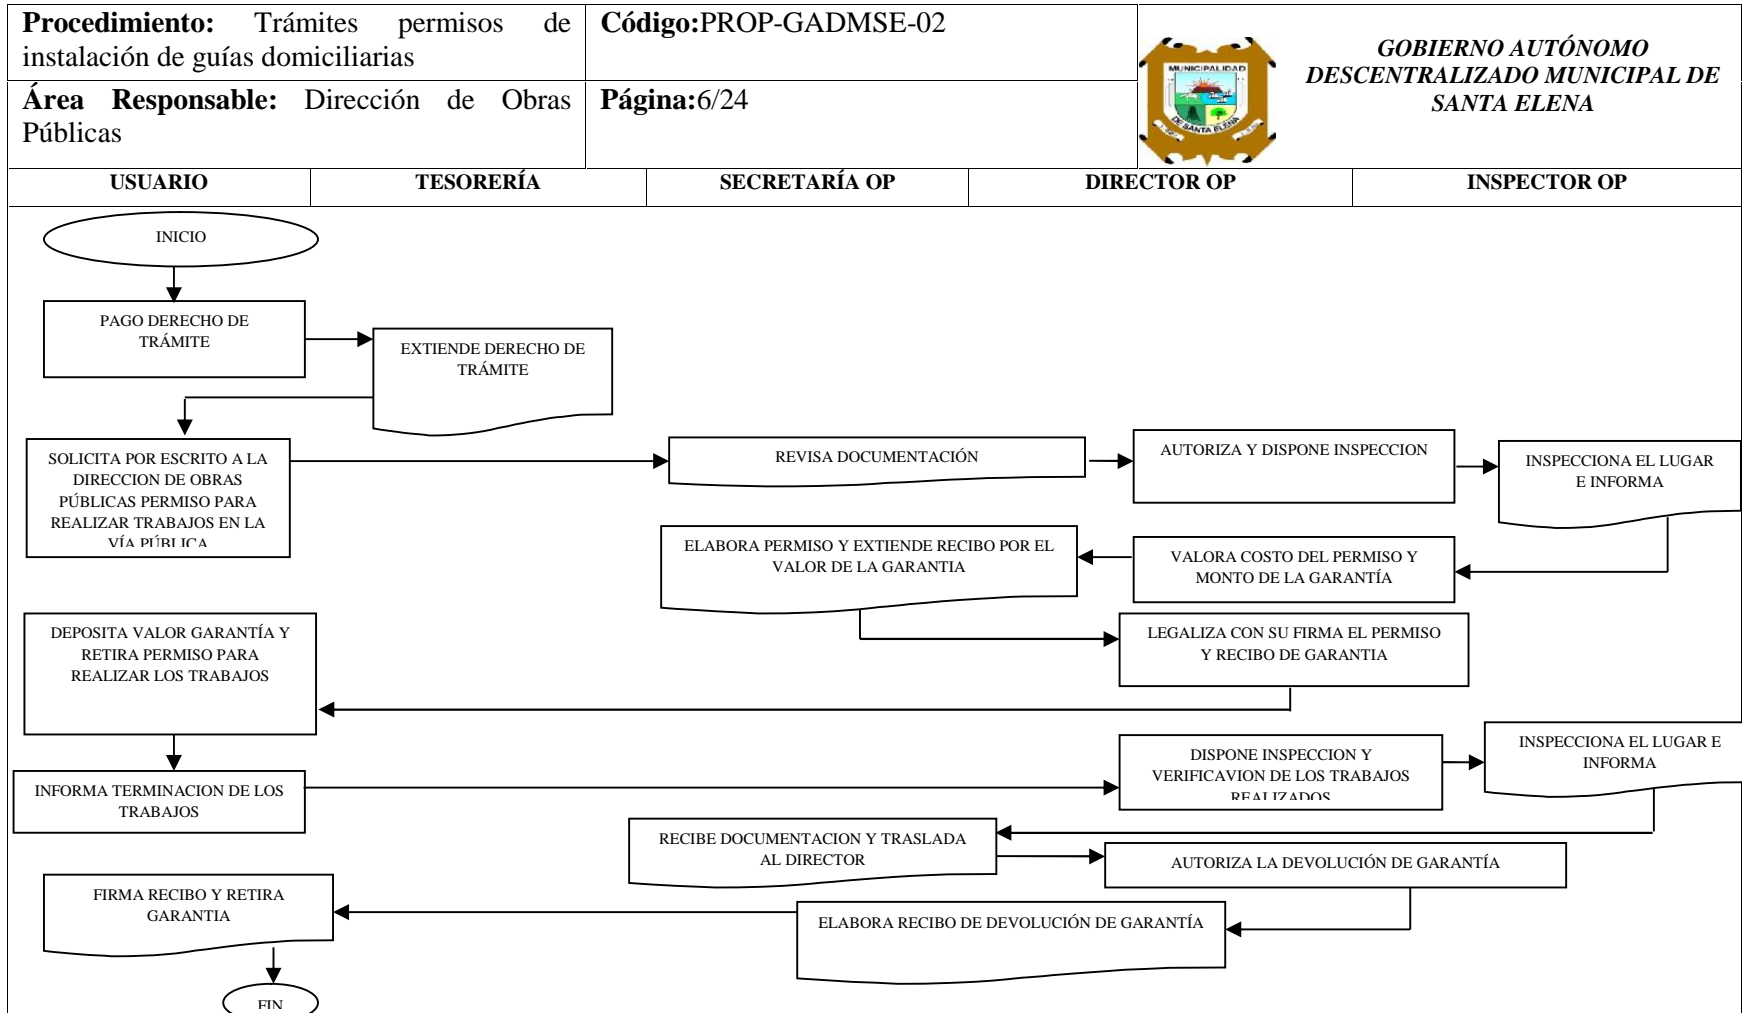 Procedimiento: Trámites permisos de
instalación de guías domiciliarias
Código:PROP-GADMSE-02
GOBIERNO AUTÓNOMO
DESCENTRALIZADO MUNICIPAL DE
SANTA ELENA
MUNICIPALIDAD
DE SANTA ELENA
Área Responsable: Dirección de Obras
Públicas
Página:6/24
USUARIO
TESORERÍA
SECRETARÍA OP
DIRECTOR OP
INSPECTOR OP
INICIO
PAGO DERECHO DE
TRÁMITE
EXTIENDE DERECHO DE
TRÁMITE
SOLICITA POR ESCRITO A LA
DIRECCION DE OBRAS
PÚBLICAS PERMISO PARA
REALIZAR TRABAJOS EN LA
VÍA PÚBLICA
REVISA DOCUMENTACIÓN
AUTORIZA Y DISPONE INSPECCION
INSPECCIONA EL LUGAR
E INFORMA
VALORA COSTO DEL PERMISO Y
MONTO DE LA GARANTÍA
ELABORA PERMISO Y EXTIENDE RECIBO POR EL
VALOR DE LA GARANTIA
LEGALIZA CON SU FIRMA EL PERMISO
Y RECIBO DE GARANTIA
DEPOSITA VALOR GARANTÍA Y
RETIRA PERMISO PARA
REALIZAR LOS TRABAJOS
INFORMA TERMINACION DE LOS
TRABAJOS
DISPONE INSPECCION Y
VERIFICAVION DE LOS TRABAJOS
REALIZADOS
INSPECCIONA EL LUGAR E
INFORMA
RECIBE DOCUMENTACION Y TRASLADA
AL DIRECTOR
AUTORIZA LA DEVOLUCIÓN DE GARANTÍA
ELABORA RECIBO DE DEVOLUCIÓN DE GARANTÍA
FIRMA RECIBO Y RETIRA
GARANTIA
FIN